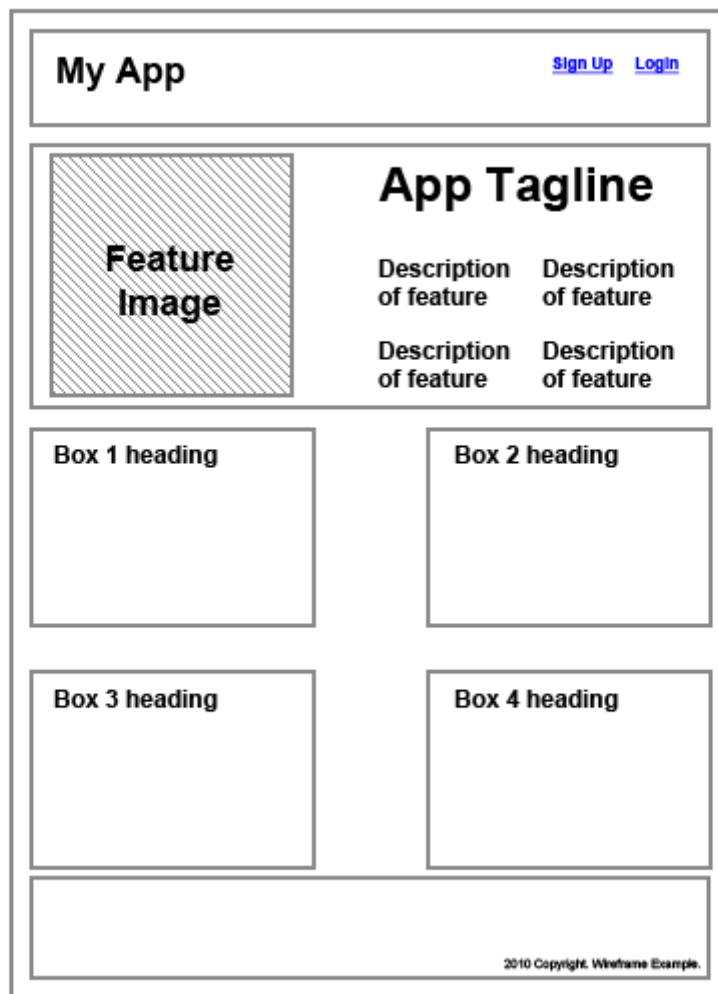 My App
Sign Up Login
Feature
Image
App Tagline
Description
of feature
Description
of feature
Description
of feature
Description
of feature
Box 1 heading
Box 2 heading
Box 3 heading
Box 4 heading
2010 Copyright. Wireframe Example.